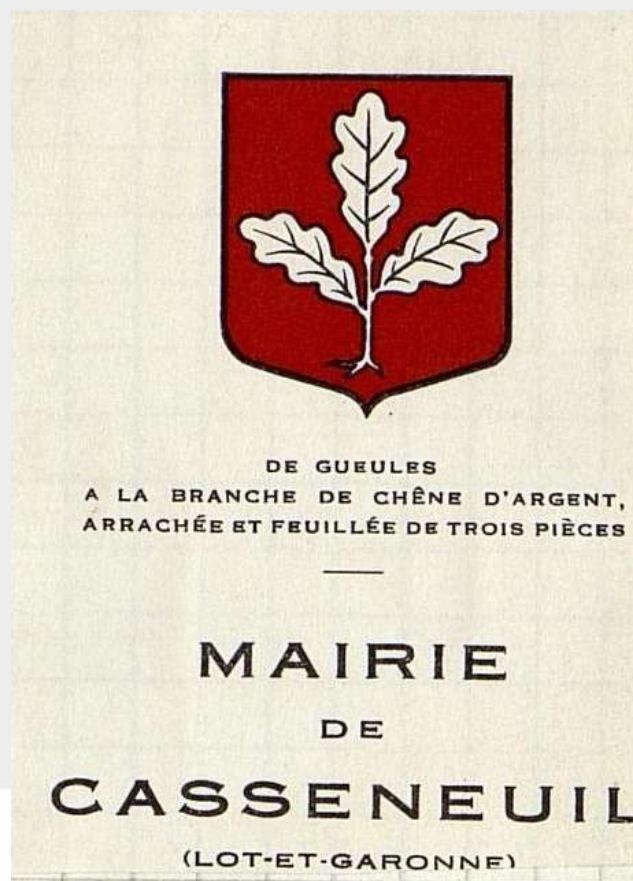 DE GUEULES
A LA BRANCHE DE CHÊNE D'ARGENT,
ARRACHÉE ET FEUILLÉE DE TROIS PIÈCES
MAIRIE
DE
CASSENEUIL
(LOT-ET-GARONNE)